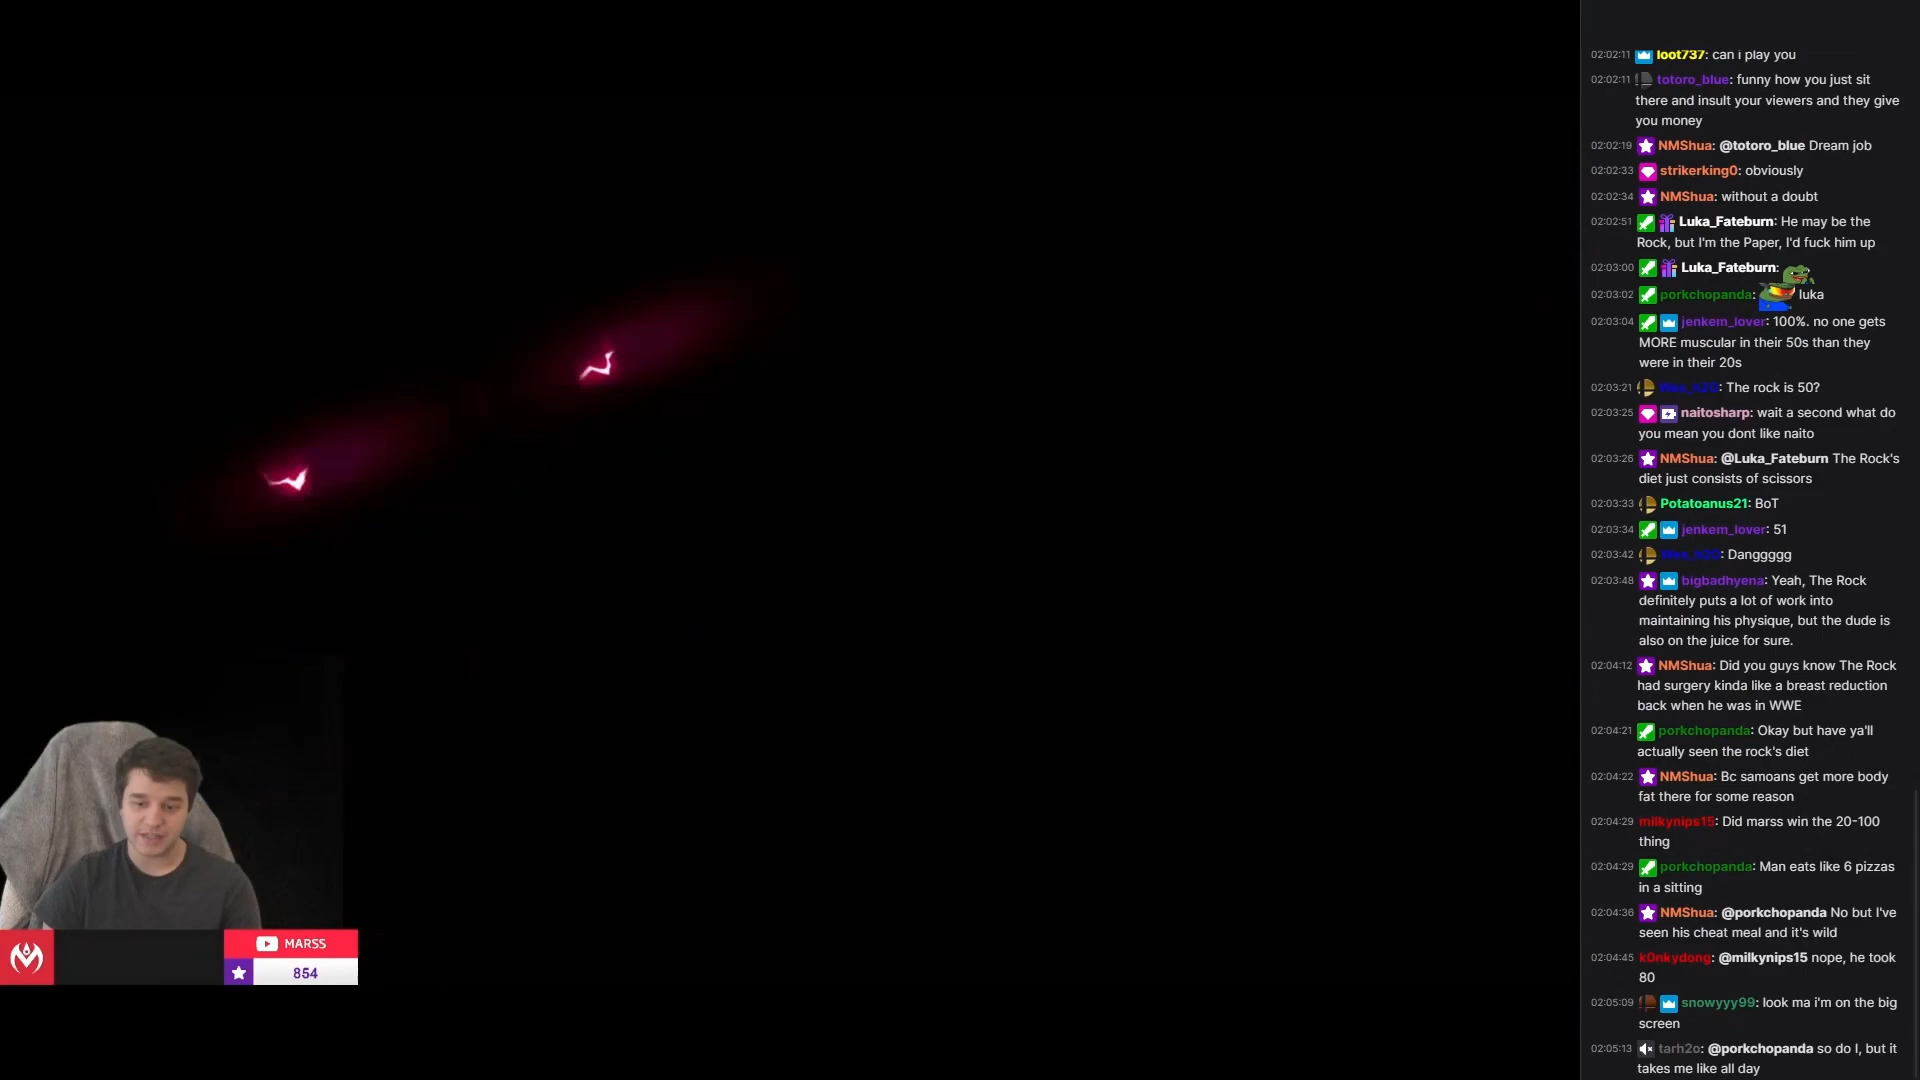 02:02:11 loot737: can i play you
02:02:11 totoro_blue: funny how you just sit
there and insult your viewers and they give
you money
02:02:19 NMShua: @totoro_blue Dream job
02:02:33 strikerking0: obviously
02:02:34 NMShua: without a doubt
02:02:51 Luka_Fateburn: He may be the
Rock, but I'm the Paper, I'd fuck him up
02:03:00 Luka_Fateburn:
02:03:02 porkchopanda: luka
02:03:04 jenkem_lover: 100%. no one gets
MORE muscular in their 50s than they
were in their 20s
02:03:21 : The rock is 50?
02:03:25 naitosharp: wait a second what do
you mean you dont like naito
02:03:26 NMShua: @Luka_Fateburn The Rock's
diet just consists of scissors
02:03:33 Potatoanus21: BoT
02:03:34 jenkem_lover: 51
02:03:42 : Danggggg
02:03:48 bigbadhyena: Yeah, The Rock
definitely puts a lot of work into
maintaining his physique, but the dude is
also on the juice for sure.
02:04:12 NMShua: Did you guys know The Rock
had surgery kinda like a breast reduction
back when he was in WWE
02:04:21 porkchopanda: Okay but have ya'll
actually seen the rock's diet
02:04:22 NMShua: Bc samoans get more body
fat there for some reason
02:04:29 milkynips15: Did marss win the 20-100
thing
02:04:29 porkchopanda: Man eats like 6 pizzas
in a sitting
02:04:36 NMShua: @porkchopanda No but I've
seen his cheat meal and it's wild
02:04:45 k0nkydong: @milkynips15 nope, he took
80
02:05:09 snowyyy99: look ma i'm on the big
screen
02:05:13 tarh2o: @porkchopanda so do I, but it
takes me like all day
MARSS
854